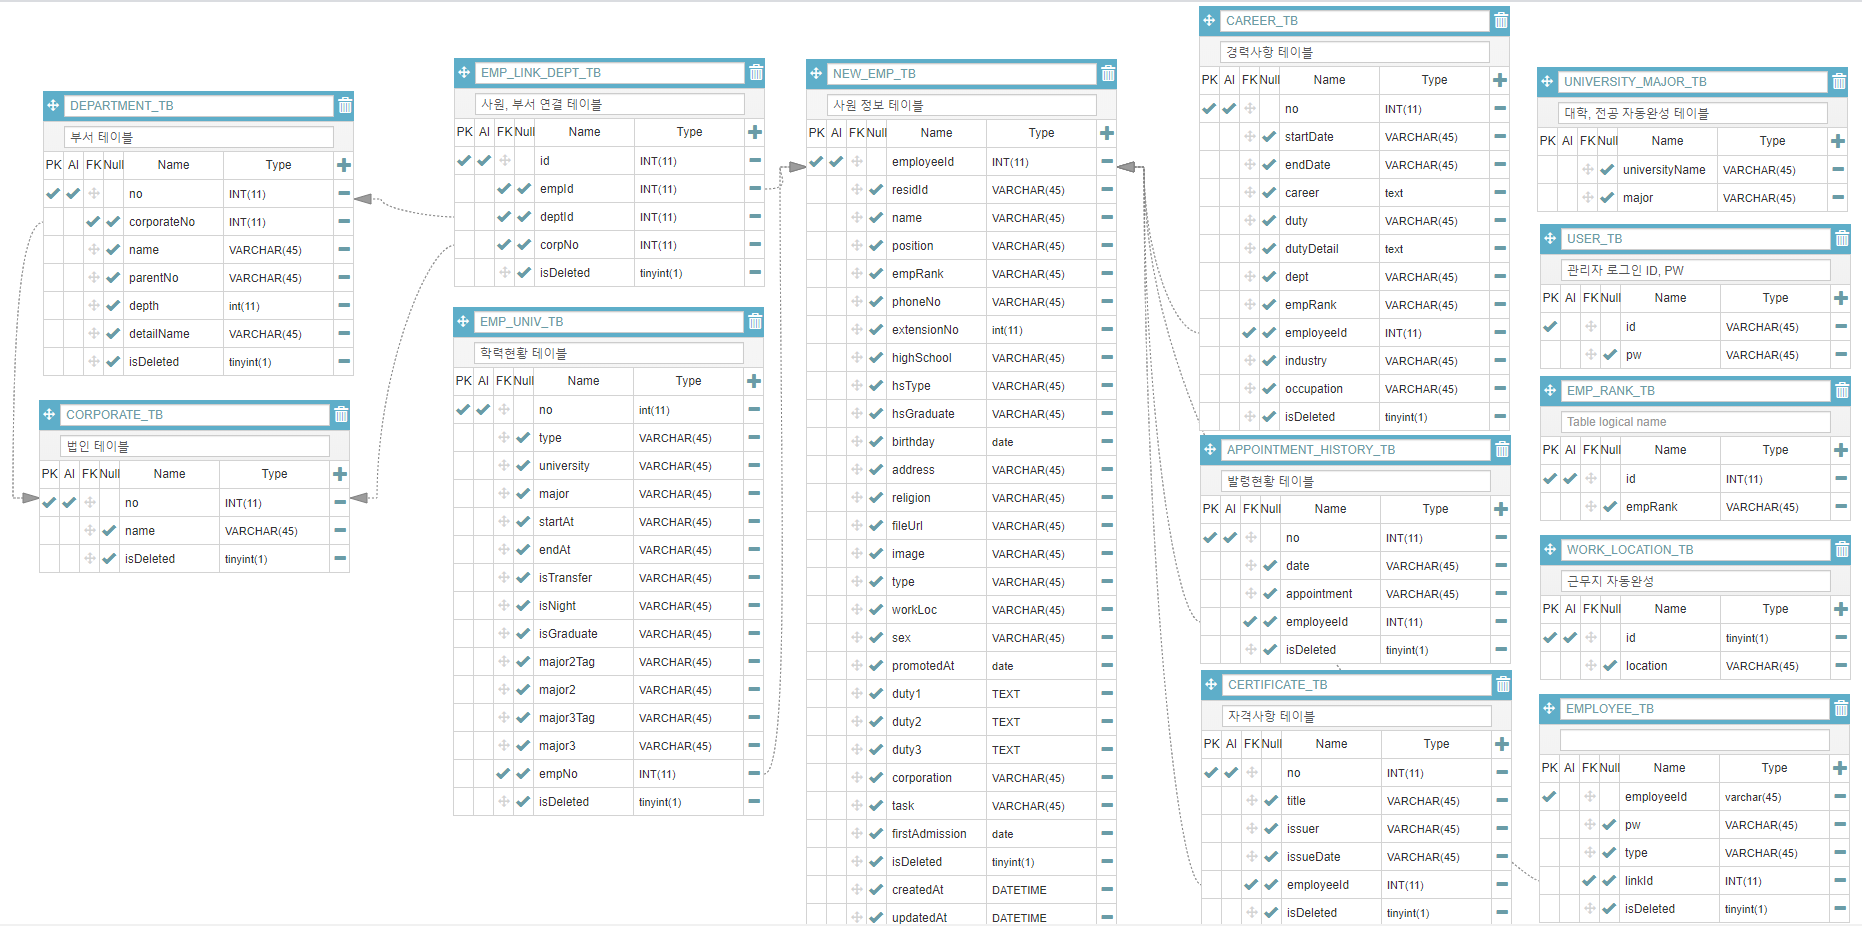 DEPARTMENT_TB
부서 테이블
PK AI FK Null Name Type
no INT(11)
corporateNo INT(11)
name VARCHAR(45)
parentNo VARCHAR(45)
depth int(11)
detailName VARCHAR(45)
isDeleted tinyint(1)
CORPORATE_TB
법인 테이블
PK AI FK Null Name Type
no INT(11)
name VARCHAR(45)
isDeleted tinyint(1)
EMP_LINK_DEPT_TB
사원, 부서 연결 테이블
PK AI FK Null Name Type
id INT(11)
empId INT(11)
deptId INT(11)
corpNo INT(11)
isDeleted tinyint(1)
EMP_UNIV_TB
학력현황 테이블
PK AI FK Null Name Type
no int(11)
type VARCHAR(45)
university VARCHAR(45)
major VARCHAR(45)
startAt VARCHAR(45)
endAt VARCHAR(45)
isTransfer VARCHAR(45)
isNight VARCHAR(45)
isGraduate VARCHAR(45)
major2Tag VARCHAR(45)
major2 VARCHAR(45)
major3Tag VARCHAR(45)
major3 VARCHAR(45)
empNo INT(11)
isDeleted tinyint(1)
NEW_EMP_TB
사원 정보 테이블
PK AI FK Null Name Type
employeeId INT(11)
residId VARCHAR(45)
name VARCHAR(45)
position VARCHAR(45)
empRank VARCHAR(45)
phoneNo VARCHAR(45)
extensionNo int(11)
highSchool VARCHAR(45)
hsType VARCHAR(45)
hsGraduate VARCHAR(45)
birthday date
address VARCHAR(45)
religion VARCHAR(45)
fileUrl VARCHAR(45)
image VARCHAR(45)
type VARCHAR(45)
workLoc VARCHAR(45)
sex VARCHAR(45)
promotedAt date
duty1 TEXT
duty2 TEXT
duty3 TEXT
corporation VARCHAR(45)
task VARCHAR(45)
firstAdmission date
isDeleted tinyint(1)
createdAt DATETIME
updatedAt DATETIME
CAREER_TB
경력사항 테이블
PK AI FK Null Name Type
no INT(11)
startDate VARCHAR(45)
endDate VARCHAR(45)
career text
duty VARCHAR(45)
dutyDetail text
dept VARCHAR(45)
empRank VARCHAR(45)
employeeId INT(11)
industry VARCHAR(45)
occupation VARCHAR(45)
isDeleted tinyint(1)
APPOINTMENT_HISTORY_TB
발령현황 테이블
PK AI FK Null Name Type
no INT(11)
date VARCHAR(45)
appointment VARCHAR(45)
employeeId INT(11)
isDeleted tinyint(1)
CERTIFICATE_TB
자격사항 테이블
PK AI FK Null Name Type
no INT(11)
title VARCHAR(45)
issuer VARCHAR(45)
issueDate VARCHAR(45)
employeeId INT(11)
isDeleted tinyint(1)
UNIVERSITY_MAJOR_TB
대학, 전공 자동완성 테이블
PK AI FK Null Name Type
universityName VARCHAR(45)
major VARCHAR(45)
USER_TB
관리자 로그인 ID, PW
PK AI FK Null Name Type
id VARCHAR(45)
pw VARCHAR(45)
EMP_RANK_TB
Table logical name
PK AI FK Null Name Type
id INT(11)
empRank VARCHAR(45)
WORK_LOCATION_TB
근무지 자동완성
PK AI FK Null Name Type
id tinyint(1)
location VARCHAR(45)
EMPLOYEE_TB
PK AI FK Null Name Type
employeeId varchar(45)
pw VARCHAR(45)
type VARCHAR(45)
linkId INT(11)
isDeleted tinyint(1)